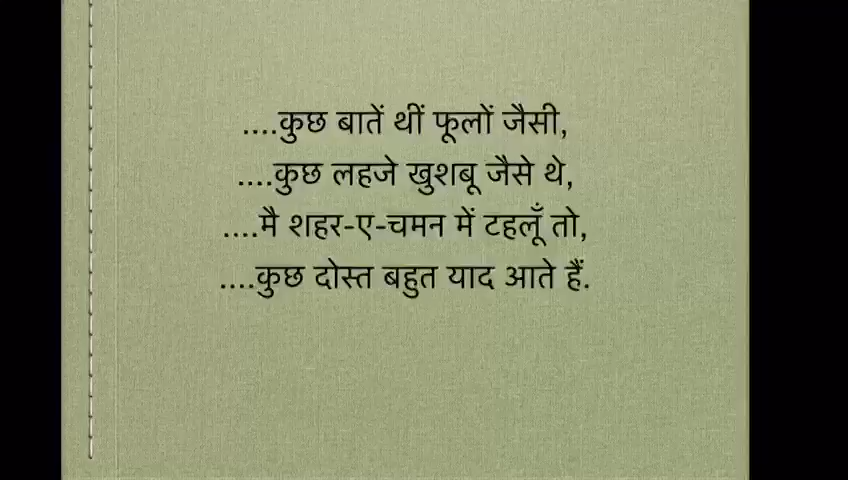 ....कुछ बातें थीं फूलों जैसी,
....कुछ लहजे खुशबू जैसे थे,
....मै शहर-ए-चमन में टहलूँ तो,
....कुछ दोस्त बहुत याद आते हैं.